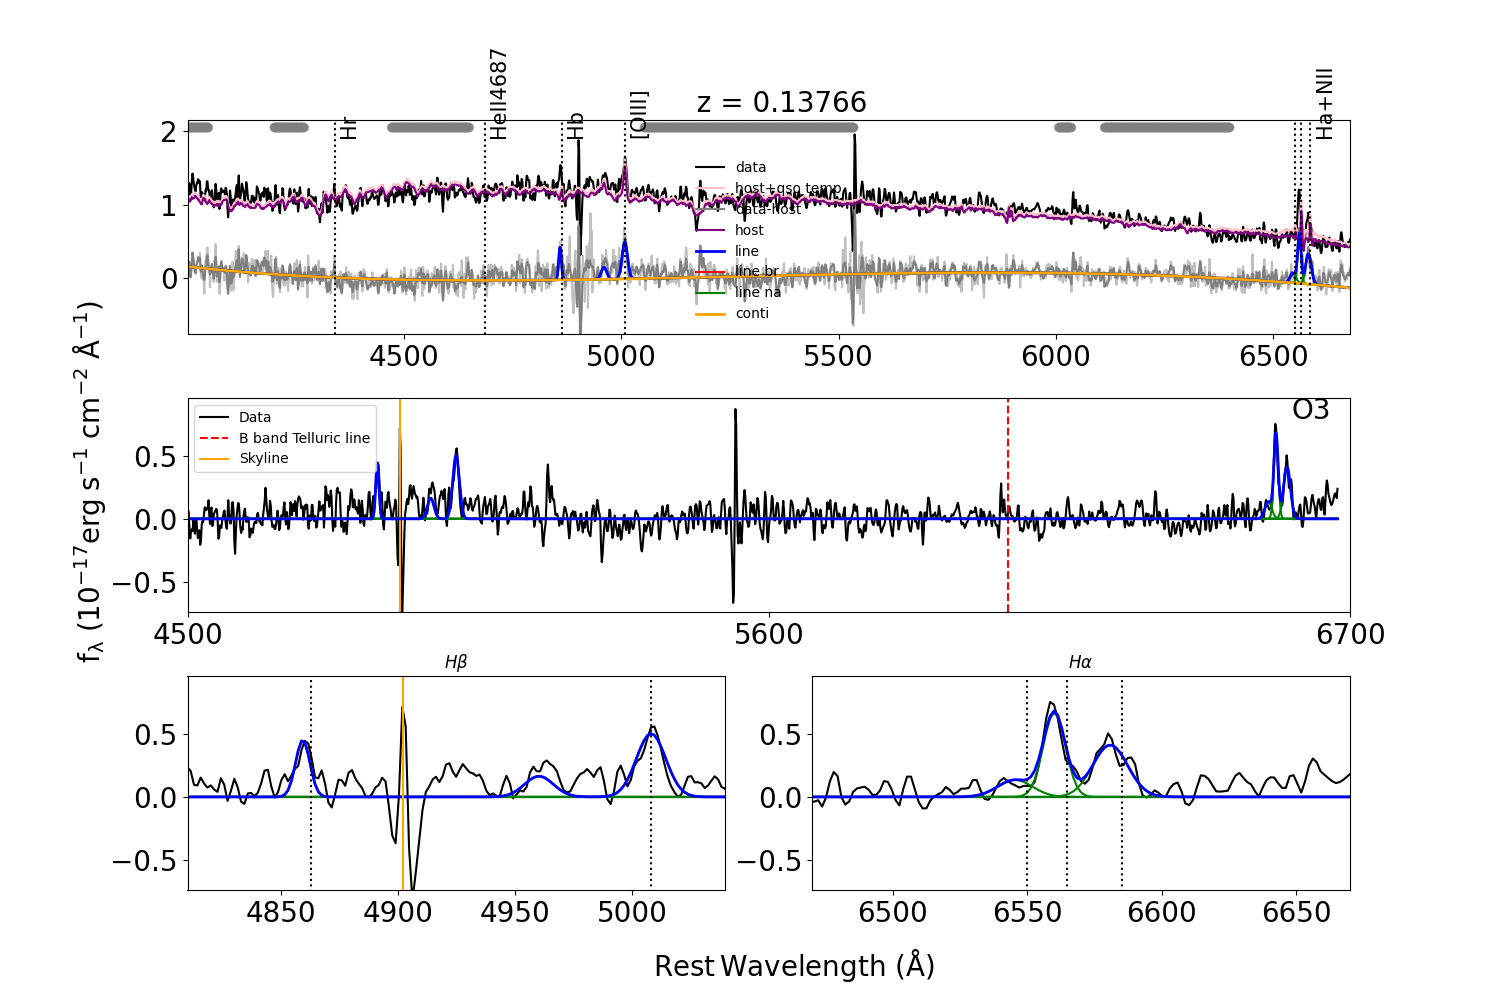 z = 0.13766
Hr
HeII4687
Hb
[OIII]
Ha+NII
data
host+qso temp
data-host
host
line
line br
line na
conti
2
1
0
4500
5000
5500
6000
6500
f_λ (10^−17 erg s^−1 cm^−2 Å^−1)
O3
Data
B band Telluric line
Skyline
0.5
0.0
−0.5
4500
5600
6700
Hβ
0.5
0.0
−0.5
4850
4900
4950
5000
Hα
0.5
0.0
−0.5
6500
6550
6600
6650
Rest Wavelength (Å)